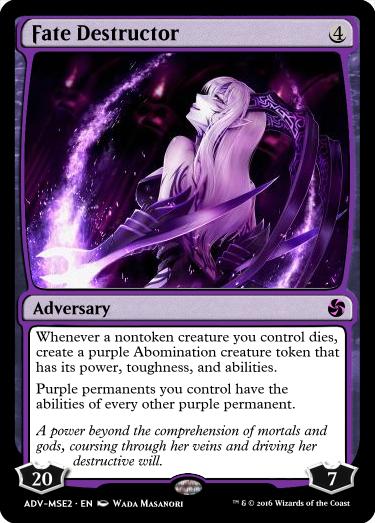 Fate Destructor 4
Adversary
Whenever a nontoken creature you control dies,
create a purple Abomination creature token that
has its power, toughness, and abilities.
Purple permanents you control have the
abilities of every other purple permanent.
A power beyond the comprehension of mortals and
gods, coursing through her veins and driving her
destructive will.
20
7
ADV-MSE2 • EN Wada Masanori
™ & © 2016 Wizards of the Coast